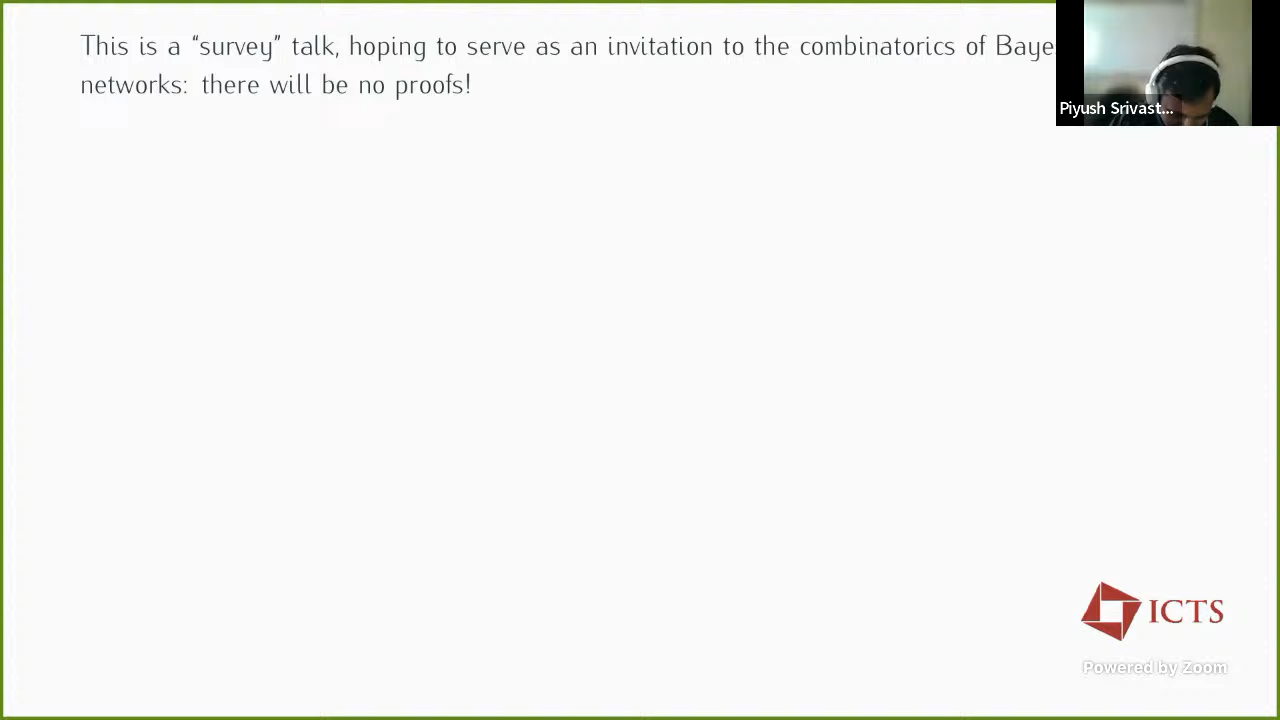 This is a “survey” talk, hoping to serve as an invitation to the combinatorics of
networks: there will be no proofs!
Piyush Srivast...
ICTS
Powered by Zoom